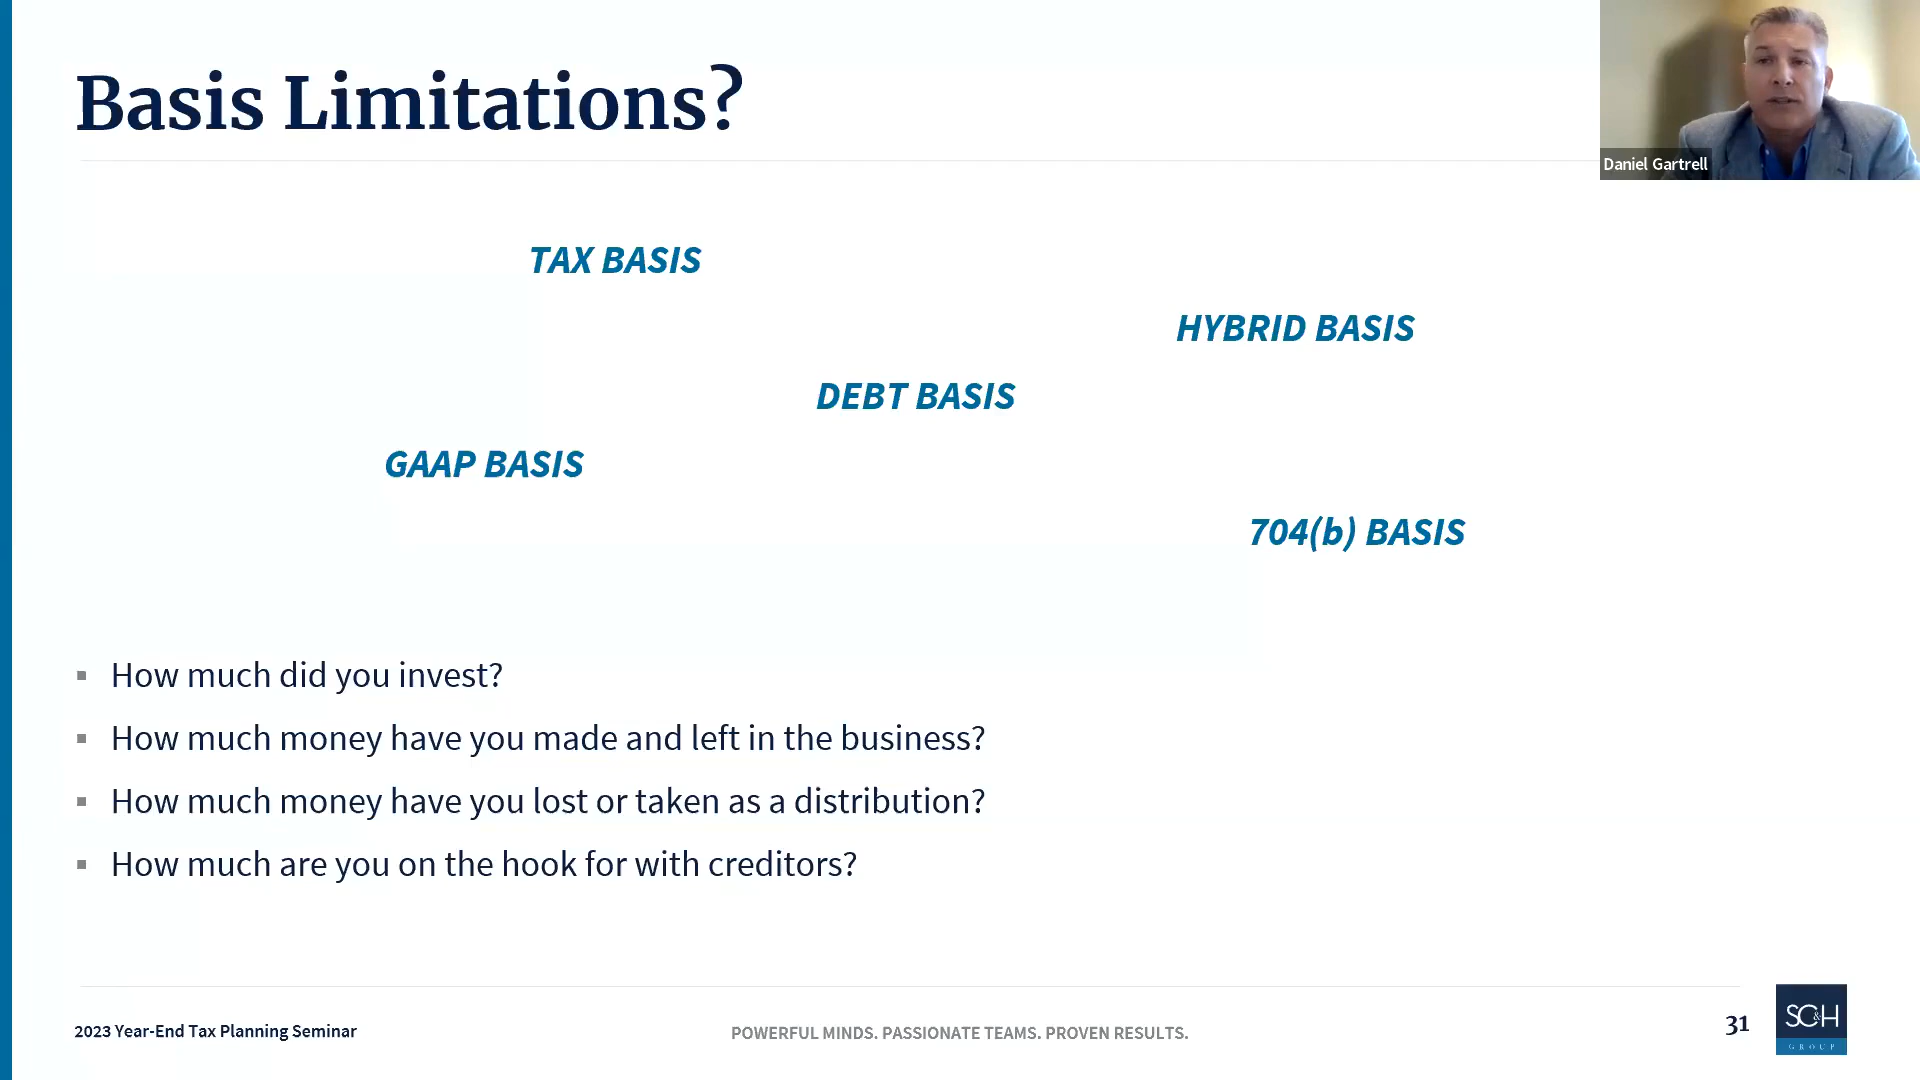 Basis Limitations?
Daniel Gartrell
TAX BASIS
HYBRID BASIS
DEBT BASIS
GAAP BASIS
704(b) BASIS
How much did you invest?
How much money have you made and left in the business?
How much money have you lost or taken as a distribution?
How much are you on the hook for with creditors?
2023 Year-End Tax Planning Seminar
POWERFUL MINDS. PASSIONATE TEAMS. PROVEN RESULTS.
31
SC&H
GROUP